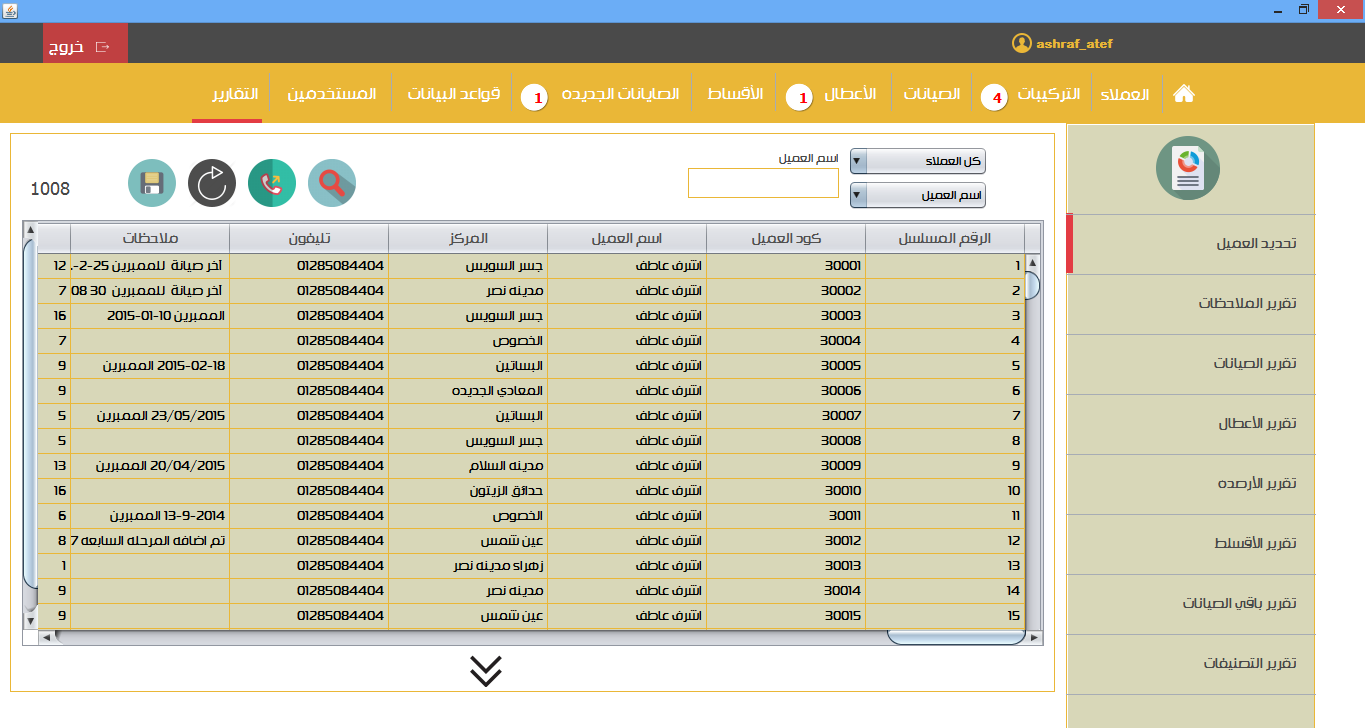 خروج
ashraf_atef
العملاء
التركيبات 4
الصيانات
الأعطال 1
الأقساط
الصايانات الجديده 1
قواعد البيانات
المستخدمين
التقارير
كل العملاء
اسم العميل
اسم العميل
1008
الرقم المسلسل كود العميل اسم العميل المركز تليفون ملاحظات
1 30001 اشرف عاطف جسر السويس 01285084404 آخر صيانة للممبرين 25-2-. 12
2 30002 اشرف عاطف مدينه نصر 01285084404 آخر صيانة للممبرين 30 08 7
3 30003 اشرف عاطف جسر السويس 01285084404 الممبرين 10-01-2015 16
4 30004 اشرف عاطف الخصوص 01285084404 7
5 30005 اشرف عاطف البساتين 01285084404 18-02-2015 الممبرين 9
6 30006 اشرف عاطف المعادي الجديده 01285084404 9
7 30007 اشرف عاطف البساتين 01285084404 23/05/2015 الممبرين 5
8 30008 اشرف عاطف جسر السويس 01285084404 5
9 30009 اشرف عاطف مدينه السلام 01285084404 20/04/2015 الممبرين 13
10 30010 اشرف عاطف حدائق الزيتون 01285084404 16
11 30011 اشرف عاطف الخصوص 01285084404 13-9-2014 الممبرين 6
12 30012 اشرف عاطف عين شمس 01285084404 تم اضافه المرحله السابعه 7 8
13 30013 اشرف عاطف زهراء مدينه نصر 01285084404 1
14 30014 اشرف عاطف مدينه نصر 01285084404 9
15 30015 اشرف عاطف عين شمس 01285084404 9
تحديد العميل
تقرير الملاحظات
تقرير الصيانات
تقرير الأعطال
تقرير الأرصده
تقرير الأقسلط
تقرير باقي الصيانات
تقرير التصنيفات